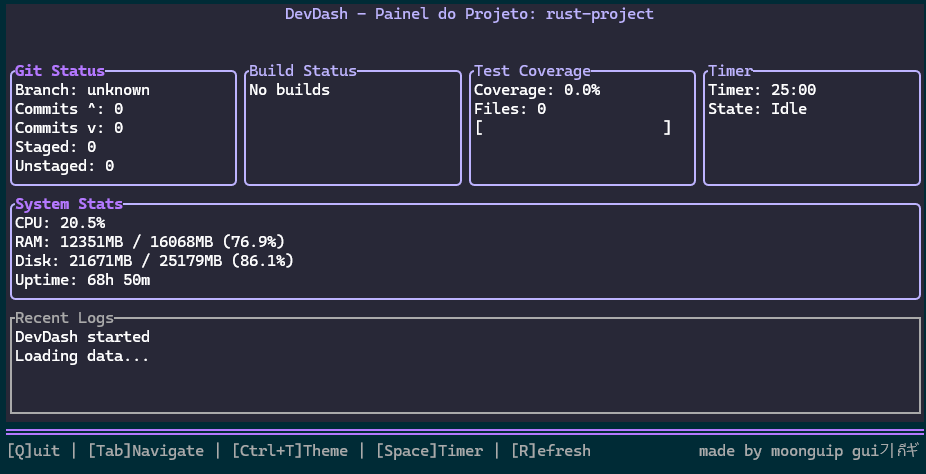 DevDash - Painel do Projeto: rust-project
Git Status
Branch: unknown
Commits ^: 0
Commits v: 0
Staged: 0
Unstaged: 0
Build Status
No builds
Test Coverage
Coverage: 0.0%
Files: 0
[ ]
Timer
Timer: 25:00
State: Idle
System Stats
CPU: 20.5%
RAM: 12351MB / 16068MB (76.9%)
Disk: 21671MB / 25179MB (86.1%)
Uptime: 68h 50m
Recent Logs
DevDash started
Loading data...
[Q]uit | [Tab]Navigate | [Ctrl+T]Theme | [Space]Timer | [R]efresh
made by moonguip gui